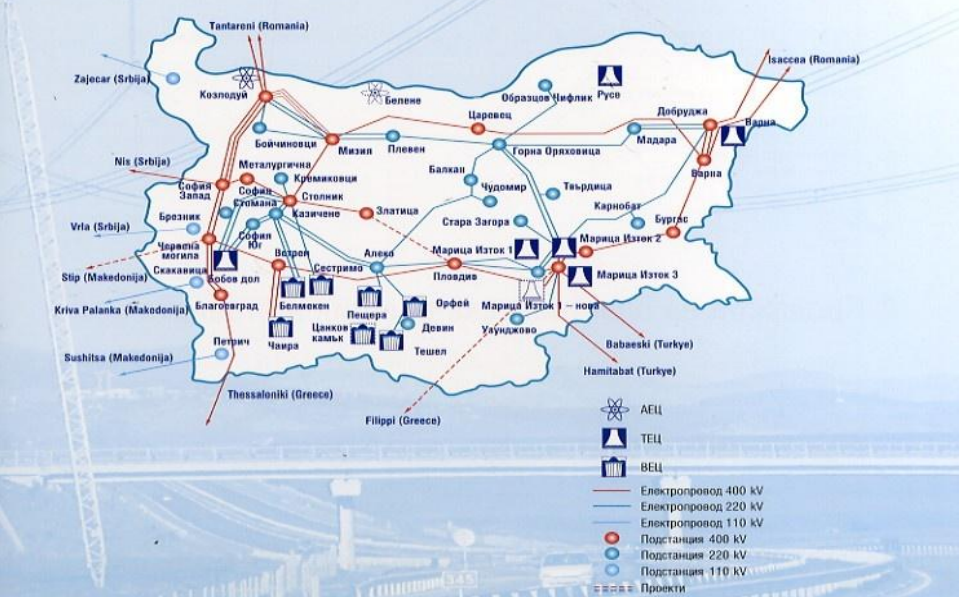 Tantareni (Romania)
Isaccea (Romania)
Zajecar (Srbija)
Козлодуй
Белене
Образцов Чифлик
Русе
Царевец
Добруджа
Варна
Бойчиновци
Мизия
Плевен
Горна Оряховица
Мадара
Варна
Nis (Srbija)
Металургична
Кремиковци
Балкан
Чудомир
Твърдица
София
Запад
София
Столник
Стомана
Казичене
Златица
Карнобат
Бургас
Брезник
Vrla (Srbija)
София
Юг
Стара Загора
Червена
могила
Марица Изток 1
Марица Изток 2
Stip (Makedonija)
Скакавица
Бобов дол
Ветрен
Сестримо
Алеко
Пловдив
Марица Изток 3
Kriva Palanka (Makedonija)
Благоевград
Белмекен
Пещера
Орфей
Марица Изток 1 – нова
Девин
Узунджово
Петрич
Чаира
Цанков
камък
Тешел
Babaeski (Turkye)
Sushitsa (Makedonija)
Hamitabat (Turkye)
Thessaloniki (Greece)
Filippi (Greece)
АЕЦ
ТЕЦ
ВЕЦ
Електропровод 400 kV
Електропровод 220 kV
Електропровод 110 kV
Подстанция 400 kV
Подстанция 220 kV
Подстанция 110 kV
Проекти